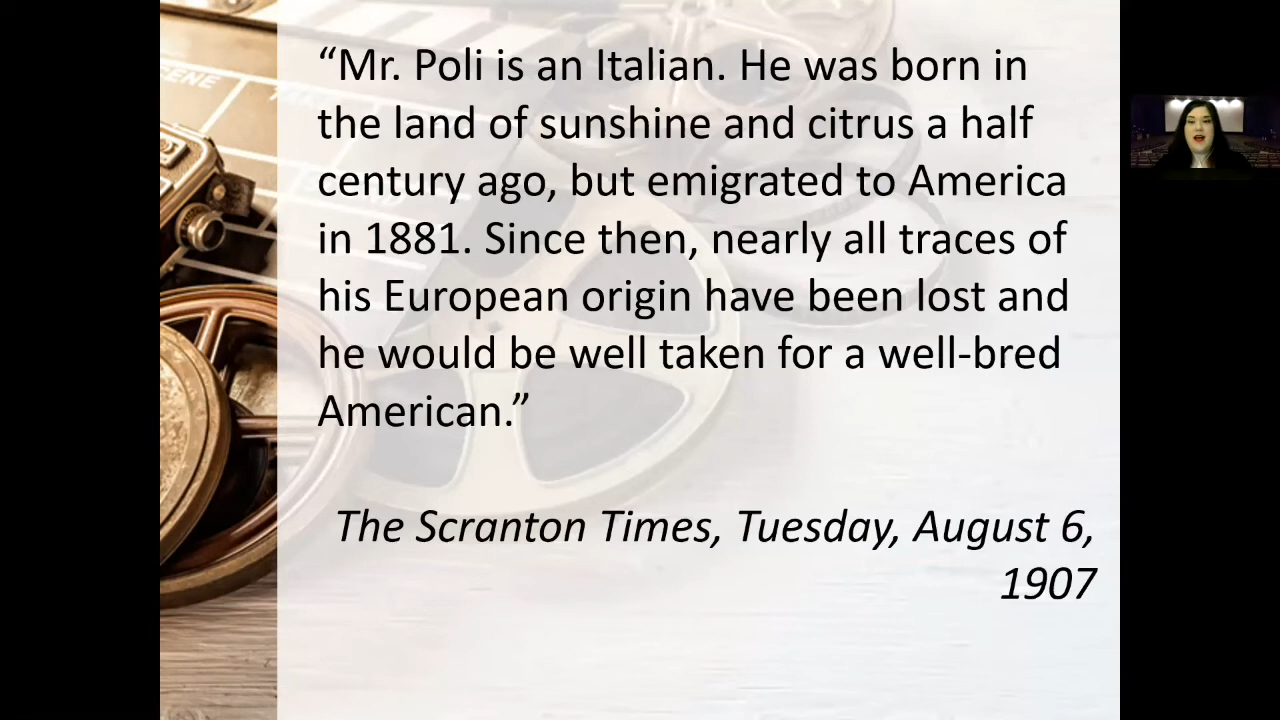 “Mr. Poli is an Italian. He was born in
the land of sunshine and citrus a half
century ago, but emigrated to America
in 1881. Since then, nearly all traces of
his European origin have been lost and
he would be well taken for a well-bred
American.”
The Scranton Times, Tuesday, August 6,
1907